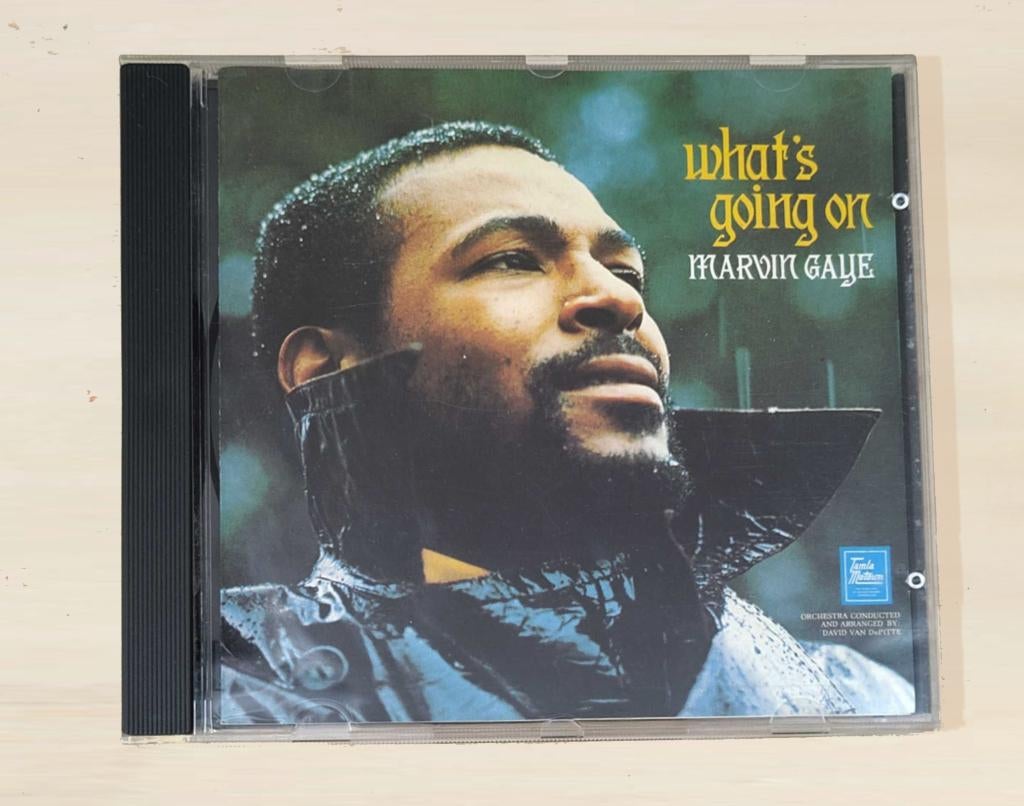 what's
going on
MARVIN GAYE
Tamla
Motown
ORCHESTRA CONDUCTED
AND ARRANGED BY:
DAVID VAN DePITTE